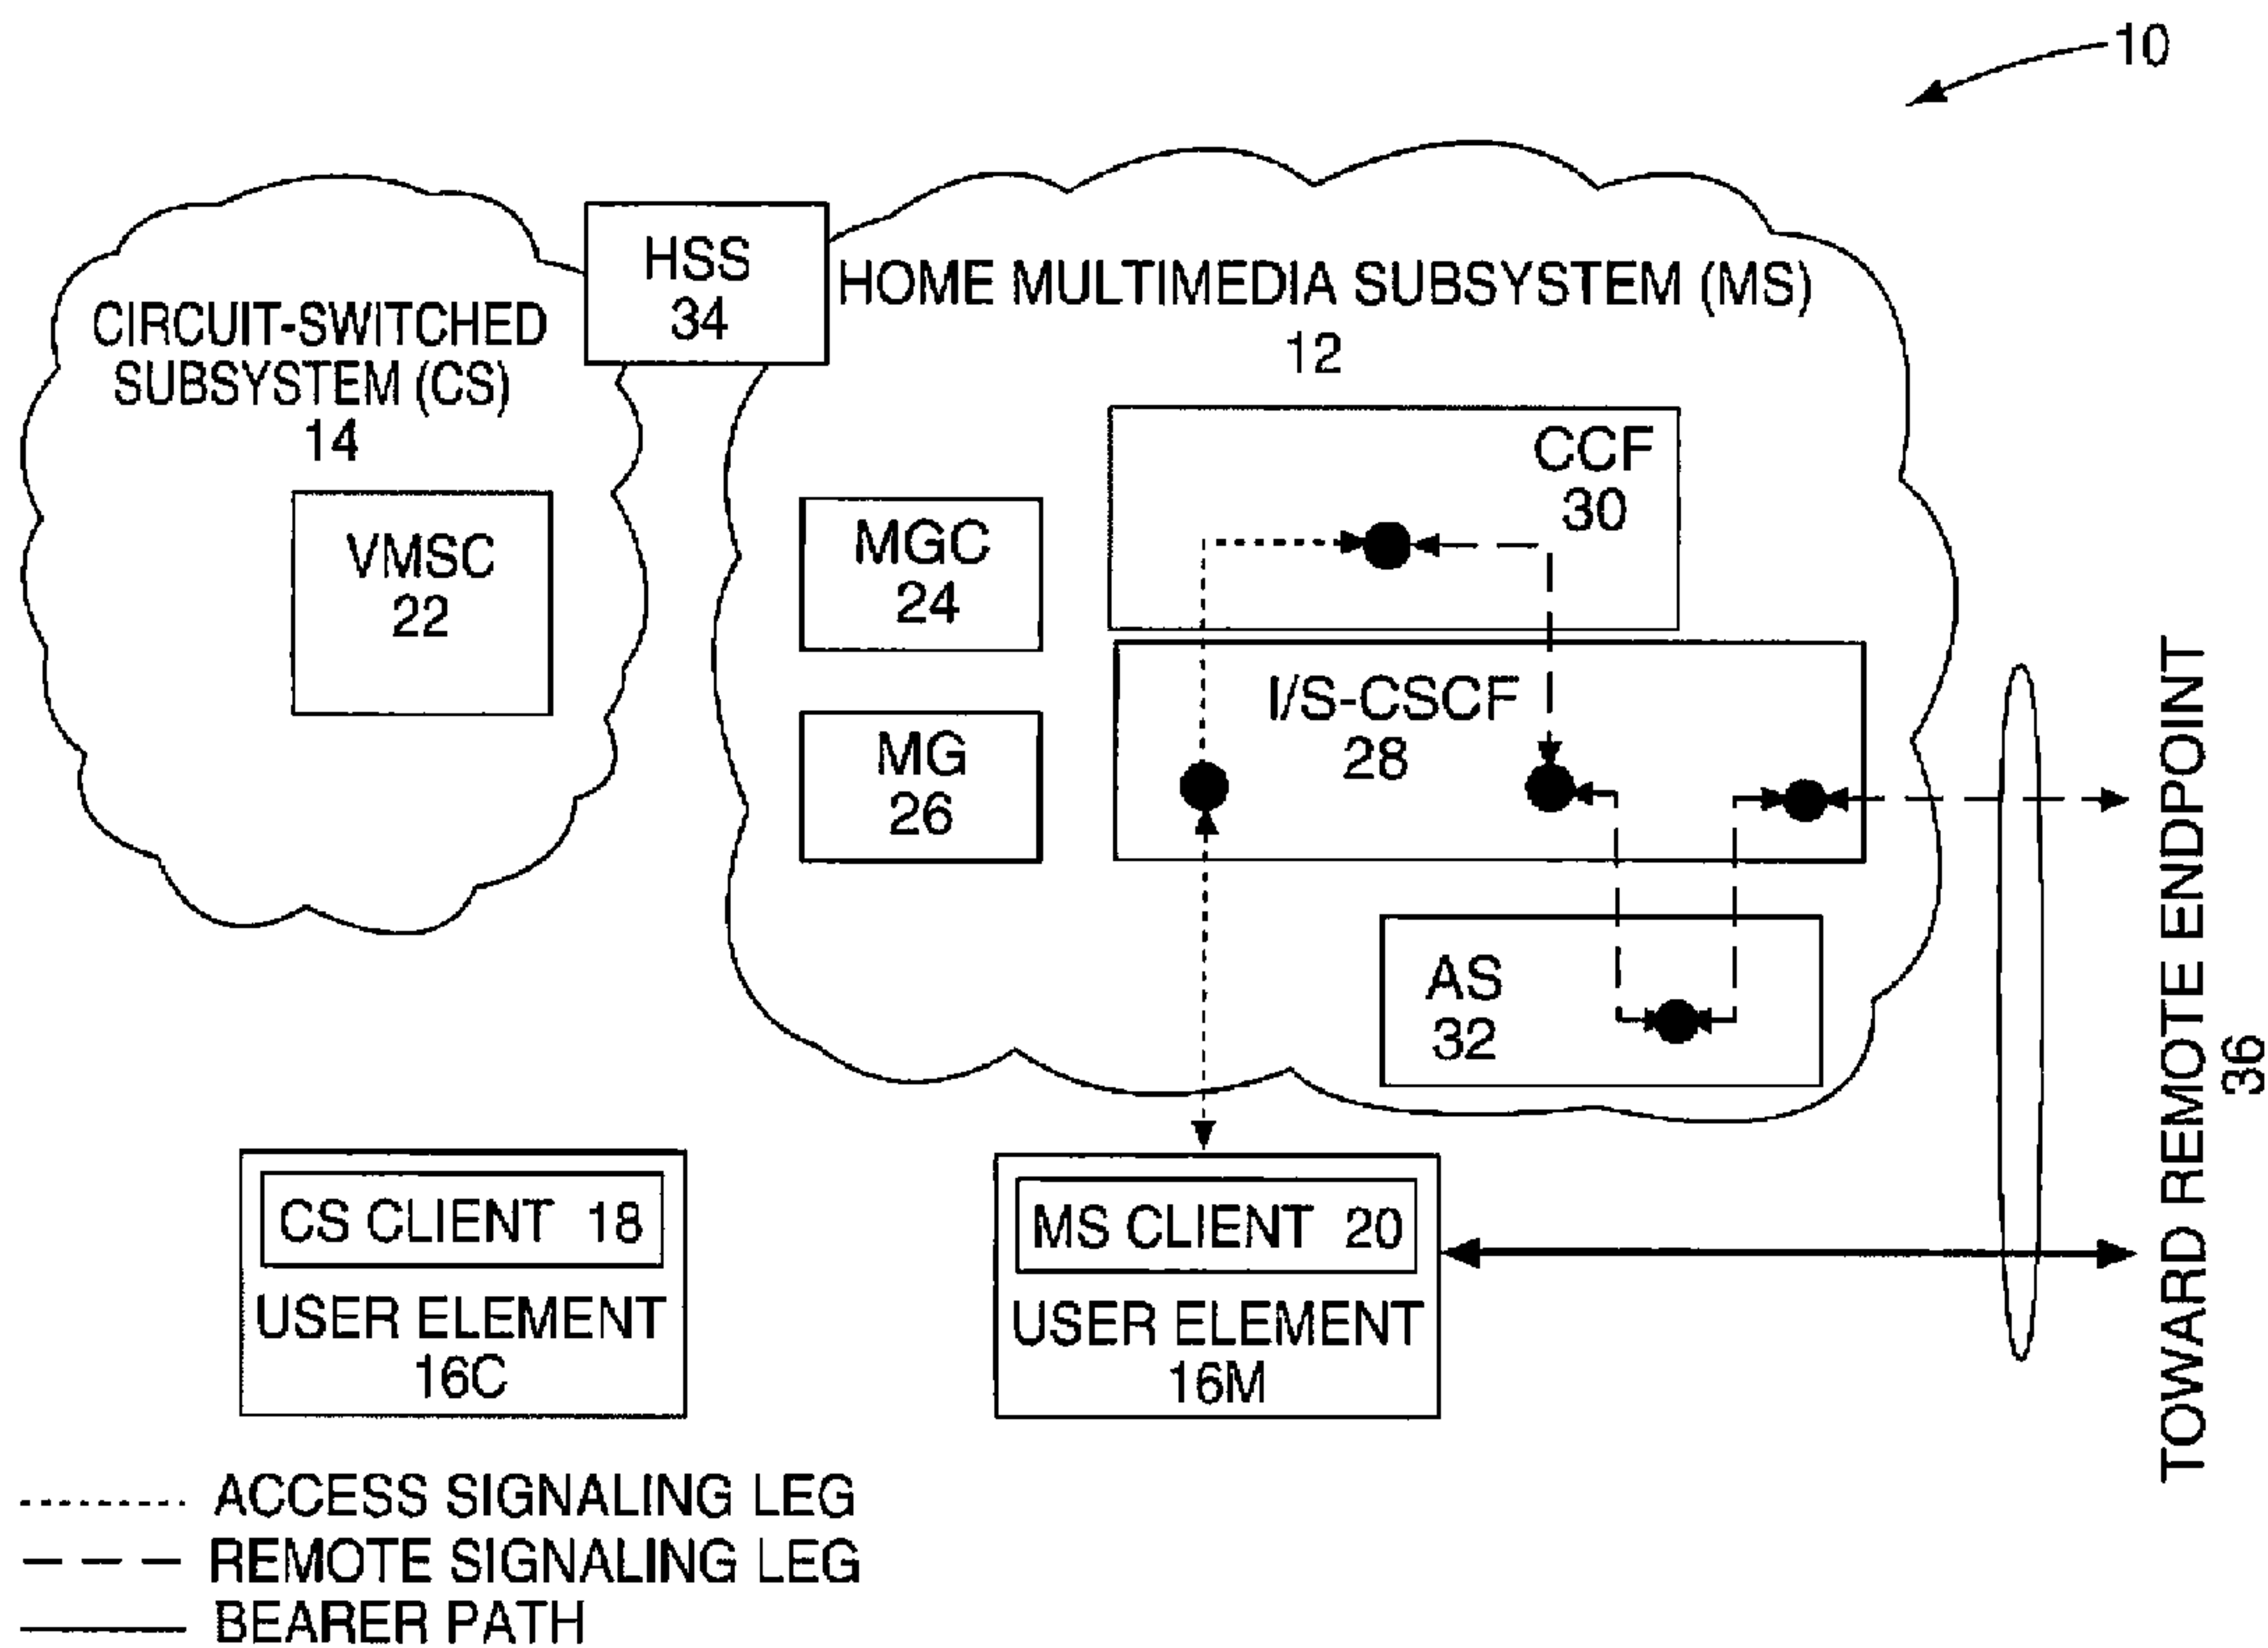 10
HSS
34
HOME MULTIMEDIA SUBSYSTEM (MS)
12
CIRCUIT-SWITCHED
SUBSYSTEM (CS)
14
VMSC
22
MGC
24
MG
26
CCF
30
I/S-CSCF
28
AS
32
CS CLIENT 18
USER ELEMENT
16C
MS CLIENT 20
USER ELEMENT
16M
TOWARD REMOTE ENDPOINT
36
ACCESS SIGNALING LEG
REMOTE SIGNALING LEG
BEARER PATH